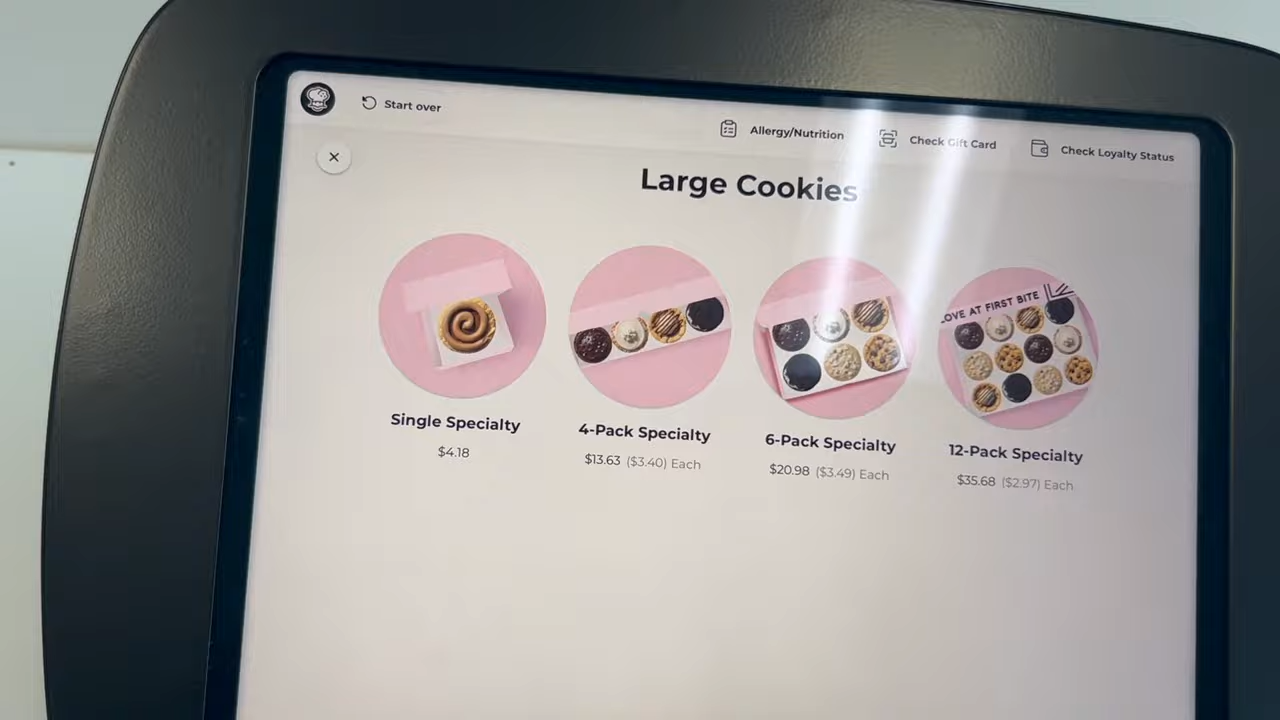 Start over
Allergy/Nutrition
Check Gift Card
Check Loyalty Status
Large Cookies
LOVE AT FIRST BITE
Single Specialty
$4.18
4-Pack Specialty
$13.63 ($3.40) Each
6-Pack Specialty
$20.98 ($3.49) Each
12-Pack Specialty
$35.68 ($2.97) Each